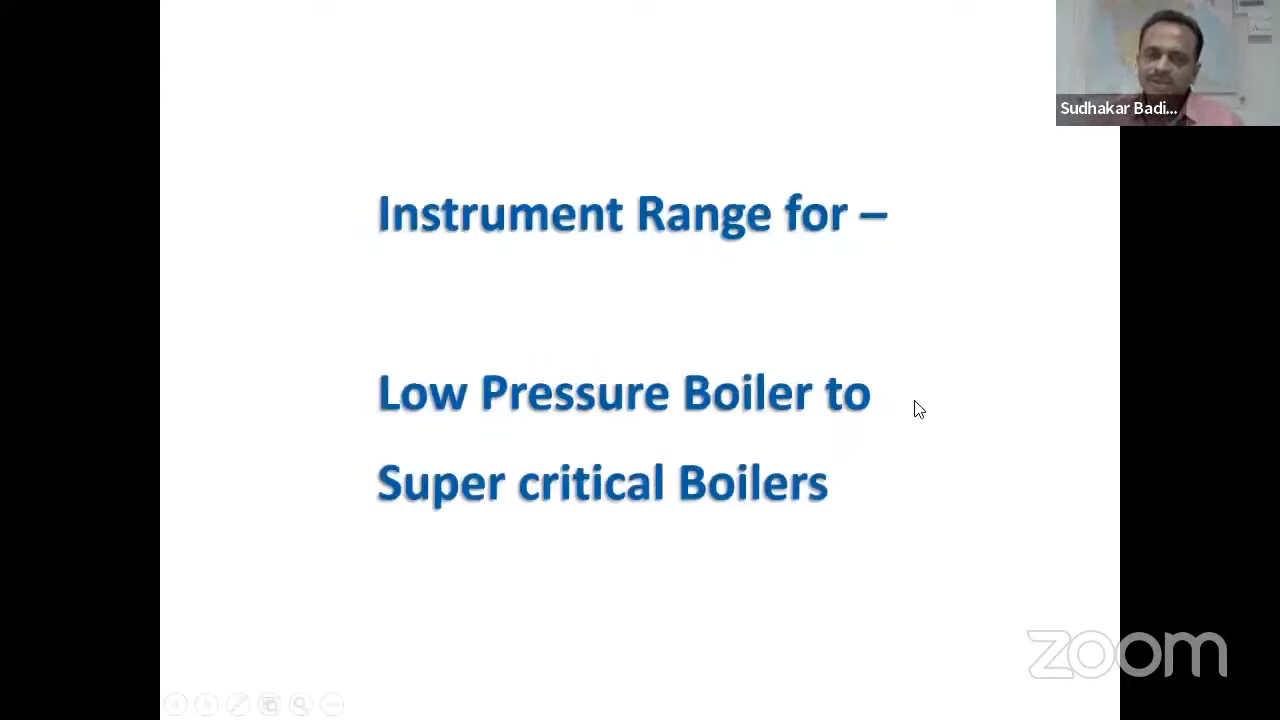 Sudhakar Badi...
Instrument Range for –
Low Pressure Boiler to
Super critical Boilers
zoom